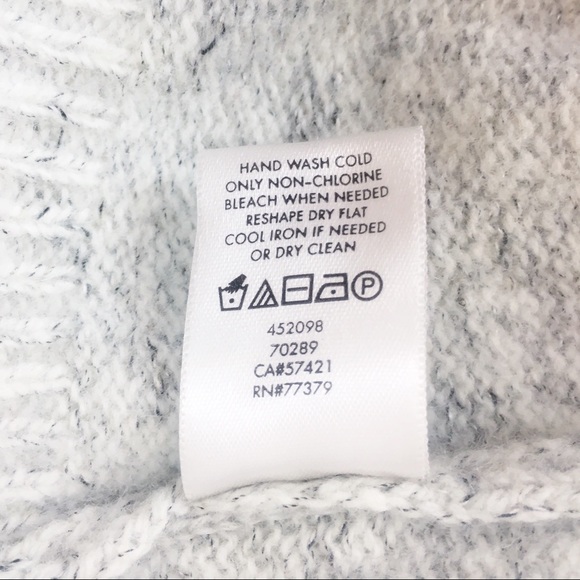 HAND WASH COLD
ONLY NON-CHLORINE
BLEACH WHEN NEEDED
RESHAPE DRY FLAT
COOL IRON IF NEEDED
OR DRY CLEAN
P
452098
70289
CA#57421
RN#77379